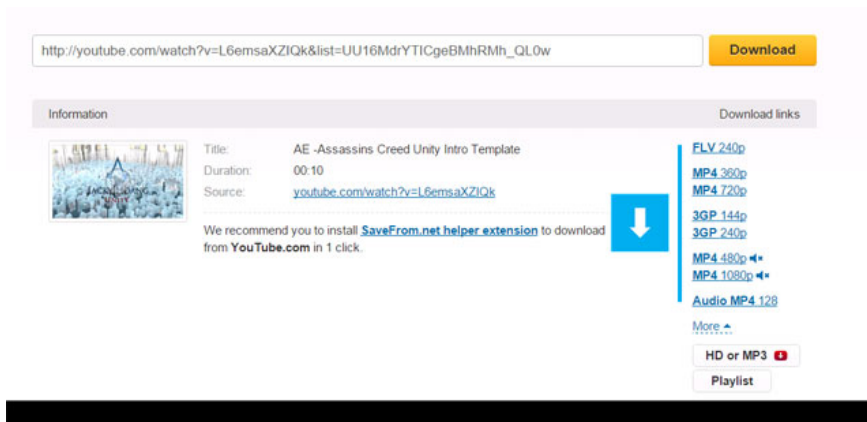 http://youtube.com/watch?v=L6emsaXZIQk&list=UU16MdrYTICgeBMhRMh_QL0w
Download
Information
Download links
Title: AE -Assassins Creed Unity Intro Template
Duration: 00:10
Source: youtube.com/watch?v=L6emsaXZIQk
We recommend you to install SaveFrom.net helper extension to download
from YouTube.com in 1 click.
FLV 240p
MP4 360p
MP4 720p
3GP 144p
3GP 240p
MP4 480p
MP4 1080p
Audio MP4 128
More
HD or MP3
Playlist